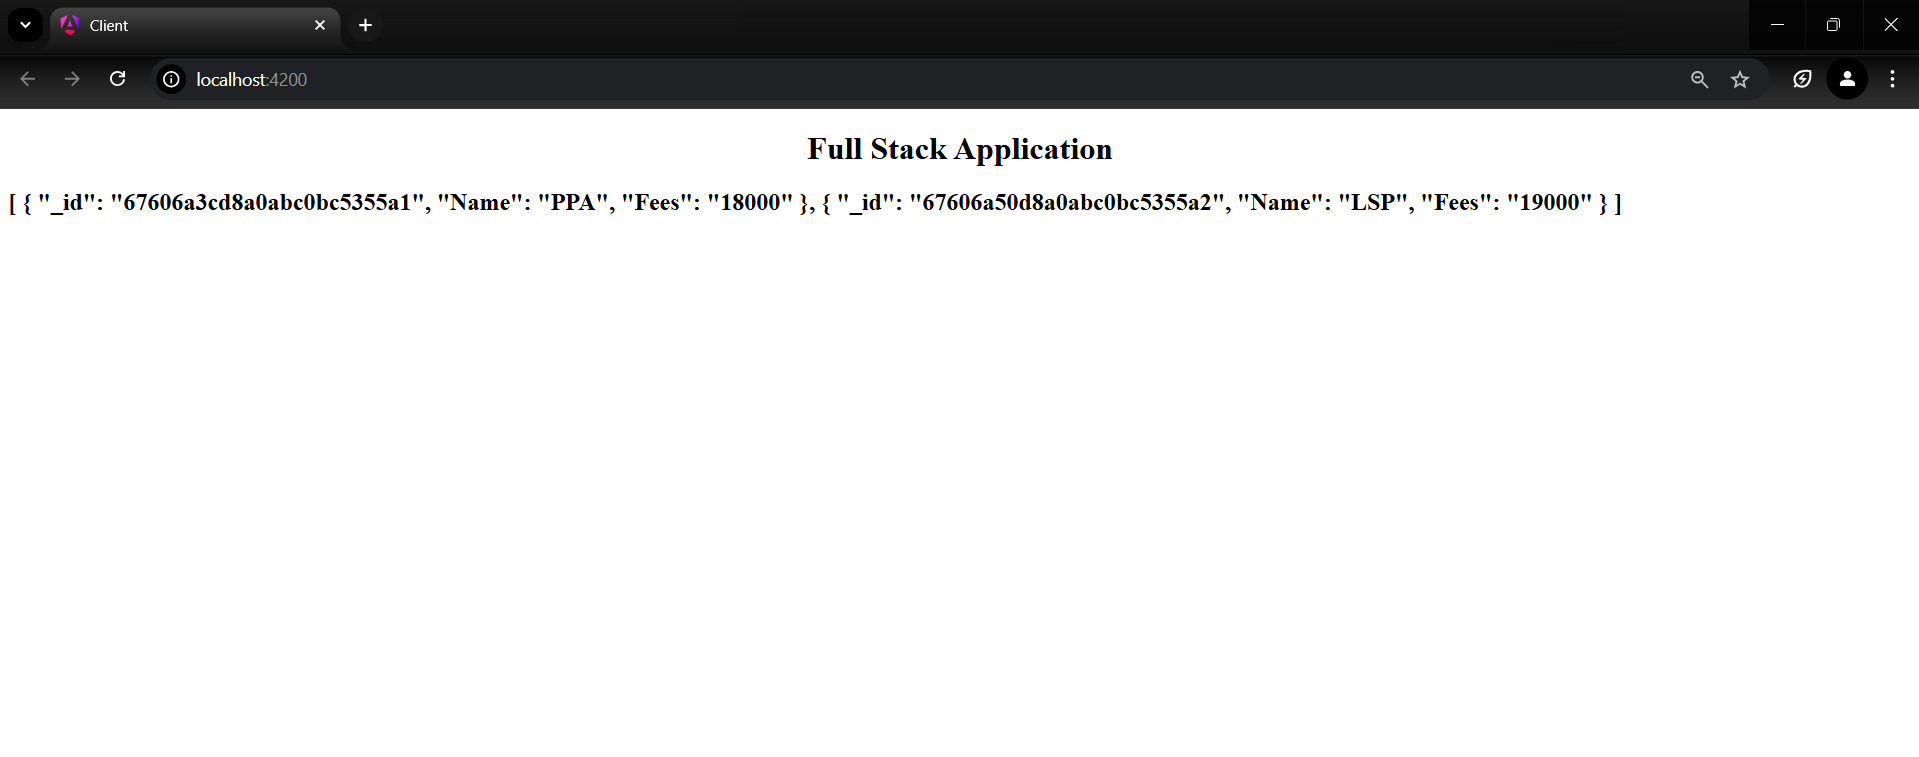 Client
localhost:4200
Full Stack Application
[ { "_id": "67606a3cd8a0abc0bc5355a1", "Name": "PPA", "Fees": "18000" }, { "_id": "67606a50d8a0abc0bc5355a2", "Name": "LSP", "Fees": "19000" } ]